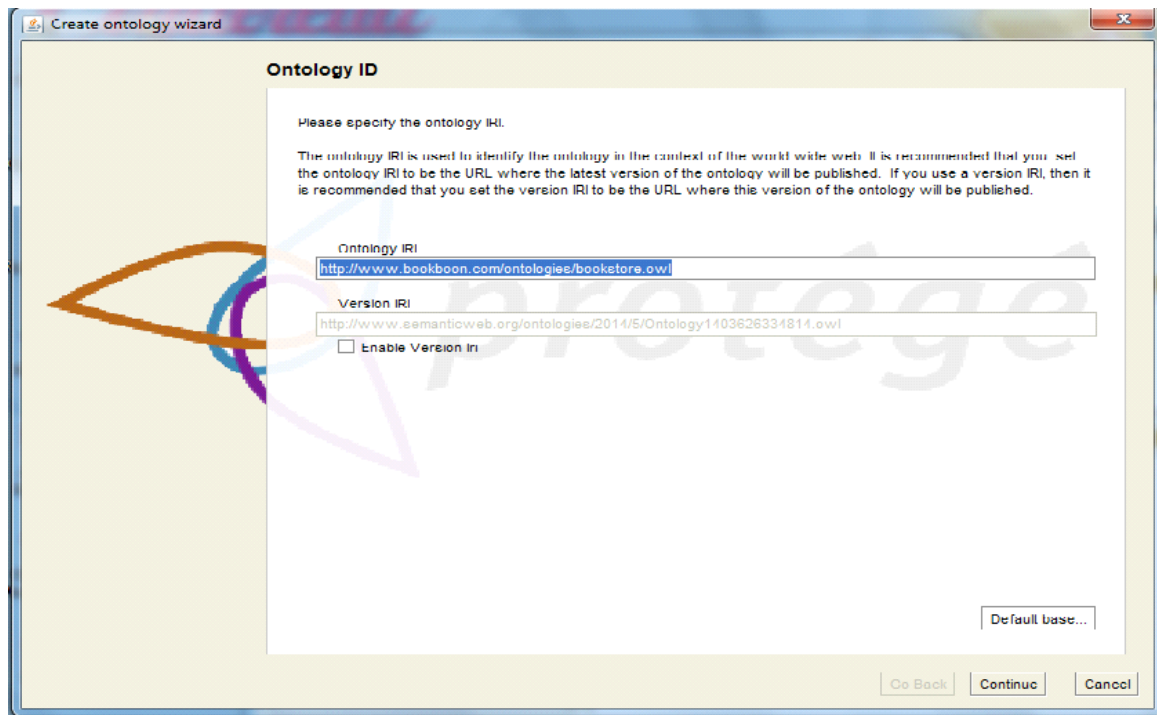 Create ontology wizard
Ontology ID
Please specify the ontology IRI.
The ontology IRI is used to identify the ontology in the context of the world wide web. It is recommended that you set
the ontology IRI to be the URL where the latest version of the ontology will be published. If you use a version IRI, then it
is recommended that you set the version IRI to be the URL where this version of the ontology will be published.
Ontology IRI
http://www.bookboon.com/ontologies/bookstore.owl
Version IRI
http://www.semanticweb.org/ontologies/2014/5/Ontology1403626334814.owl
Enable Version Iri
protégé
Default base...
Go Back
Continue
Cancel